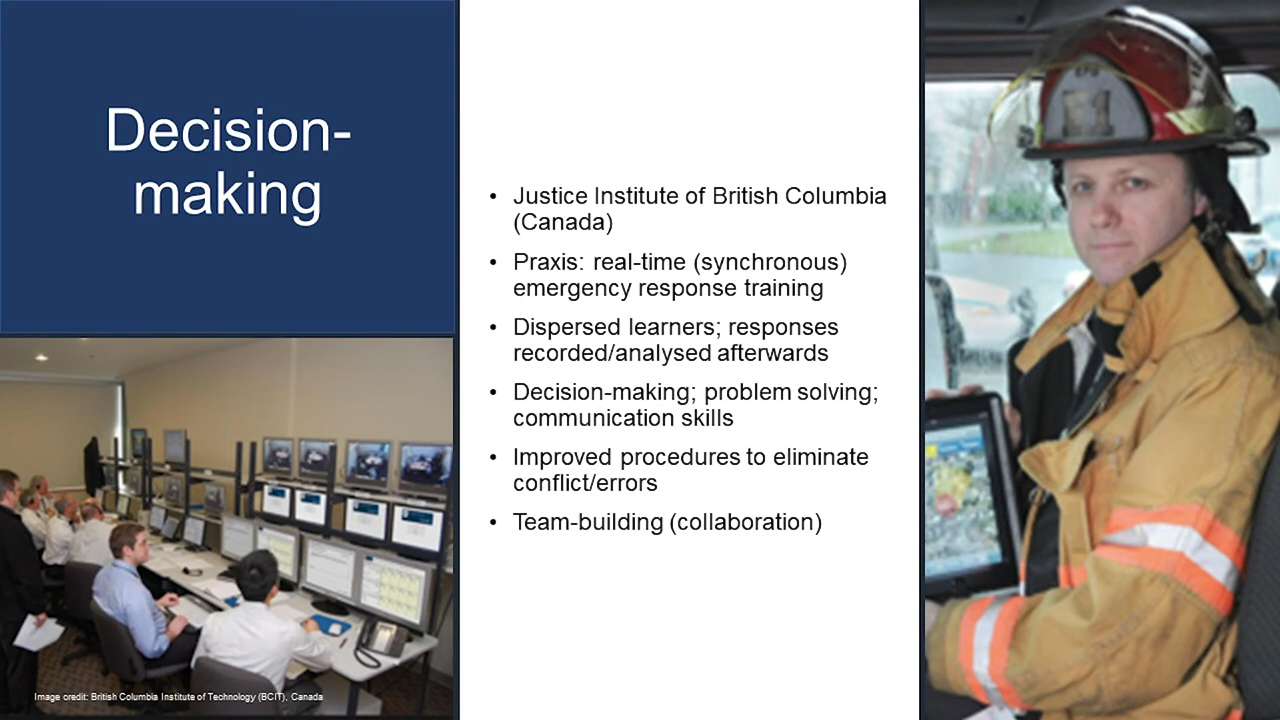 Decision-
making
• Justice Institute of British Columbia
(Canada)
• Praxis: real-time (synchronous)
emergency response training
• Dispersed learners; responses
recorded/analysed afterwards
• Decision-making; problem solving;
communication skills
• Improved procedures to eliminate
conflict/errors
• Team-building (collaboration)
Image credit: British Columbia Institute of Technology (BCIT), Canada